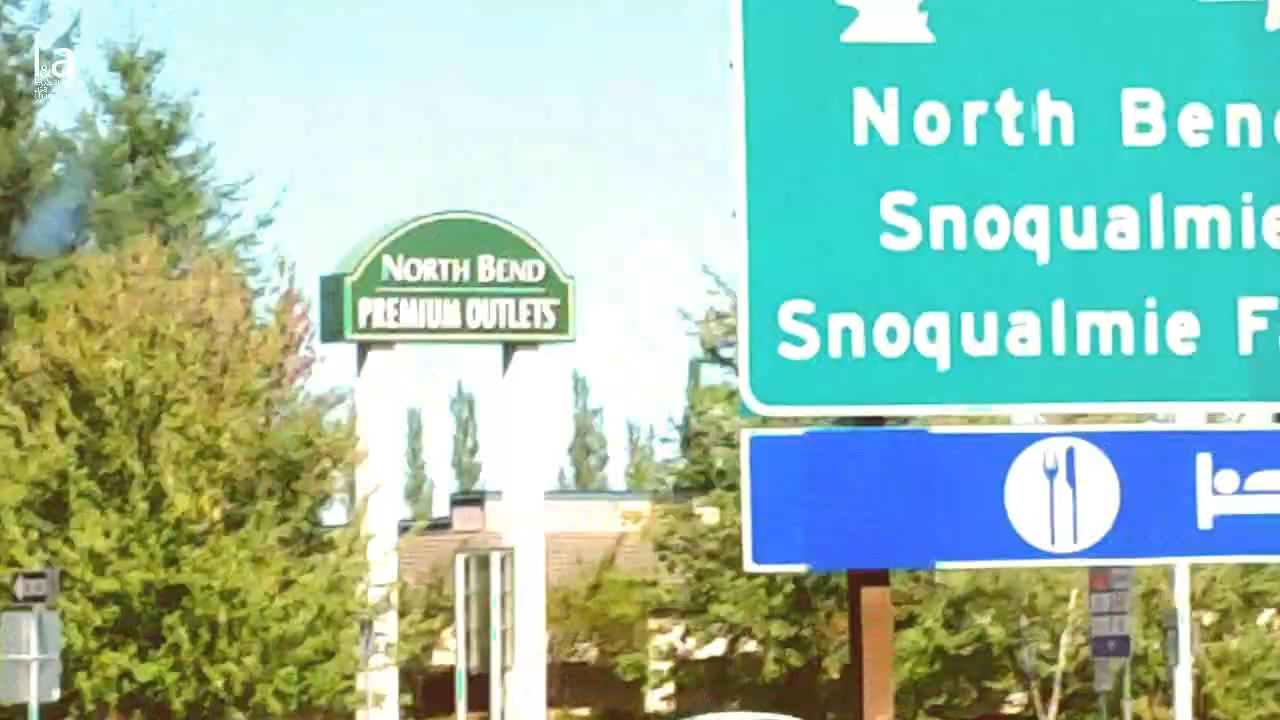 NORTH BEND
PREMIUM OUTLETS
North Ben
Snoqualmie
Snoqualmie F